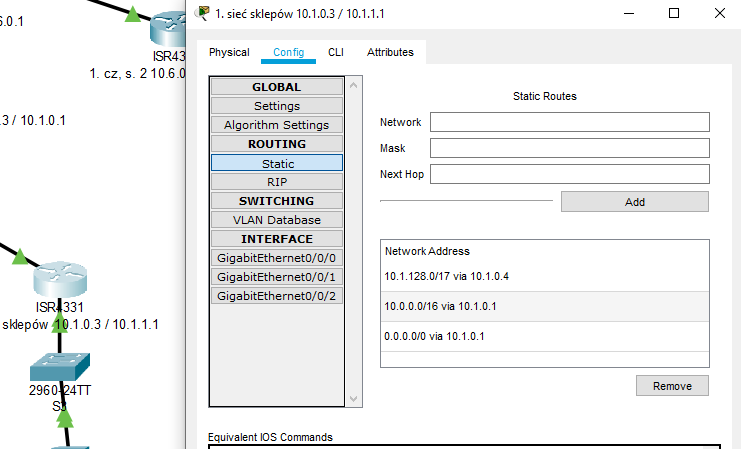 6.0.1
ISR43
1. cz, s. 2 10.6.0
.3 / 10.1.0.1
ISR4331
sklepów 10.1.0.3 / 10.1.1.1
2960-24TT
1. sieć sklepów 10.1.0.3 / 10.1.1.1
Physical Config CLI Attributes
GLOBAL
Settings
Algorithm Settings
ROUTING
Static
RIP
SWITCHING
VLAN Database
INTERFACE
GigabitEthernet0/0/0
GigabitEthernet0/0/1
GigabitEthernet0/0/2
Static Routes
Network
Mask
Next Hop
Add
Network Address
10.1.128.0/17 via 10.1.0.4
10.0.0.0/16 via 10.1.0.1
0.0.0.0/0 via 10.1.0.1
Remove
Equivalent IOS Commands